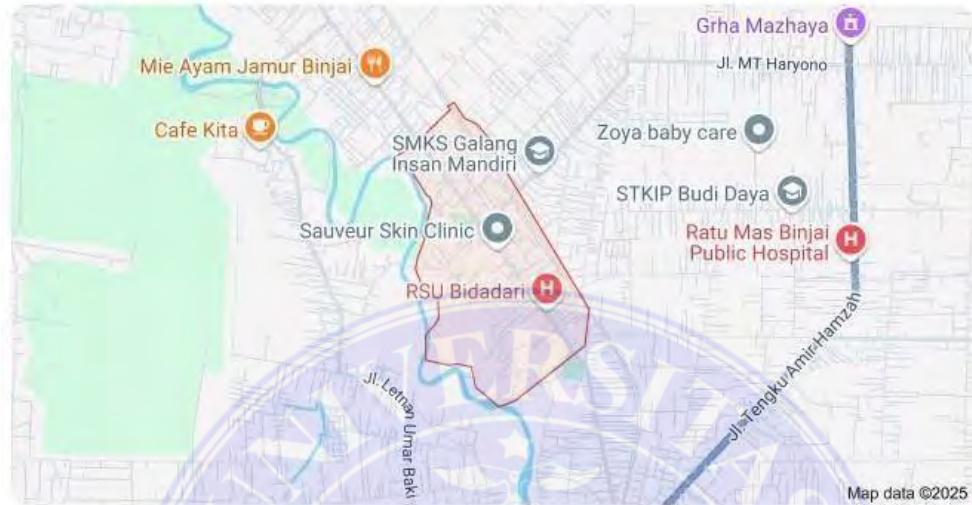 Grha Mazhaya
Jl. MT Haryono
Mie Ayam Jamur Binjai
Cafe Kita
SMKS Galang
Insan Mandiri
Zoya baby care
STKIP Budi Daya
Sauveur Skin Clinic
Ratu Mas Binjai
Public Hospital
RSU Bidadari
Jl. Tengku Amir Hamzah
Jl. Letnan Umar Baki
Map data ©2025